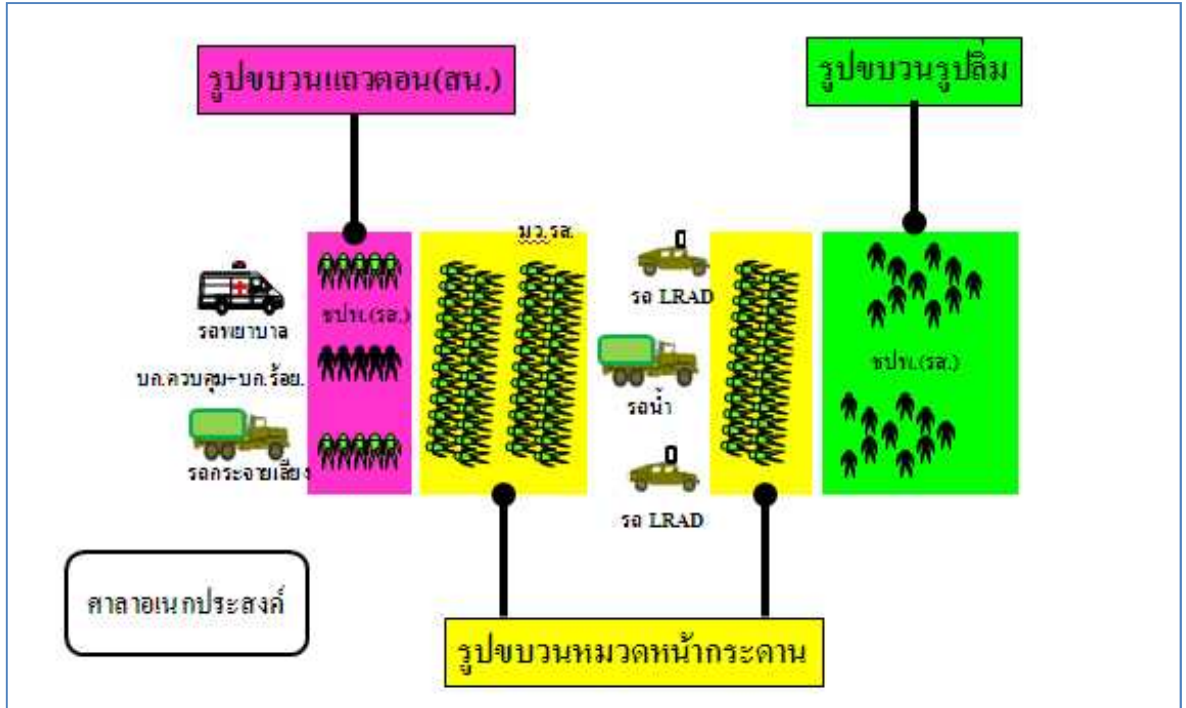 รูปขบวนแถวตอน(สน.)
รูปขบวนรูปลิ่ม
มว.รส.
รถ LRAD
รถพยาบาล
ชปพ.(รส.)
ชปพ.(รส.)
บก.ควบคุม+บก.ร้อย.
รถน้ำ
รถกระจายเสียง
รถ LRAD
ศาลาอเนกประสงค์
รูปขบวนหมวดหน้ากระดาน